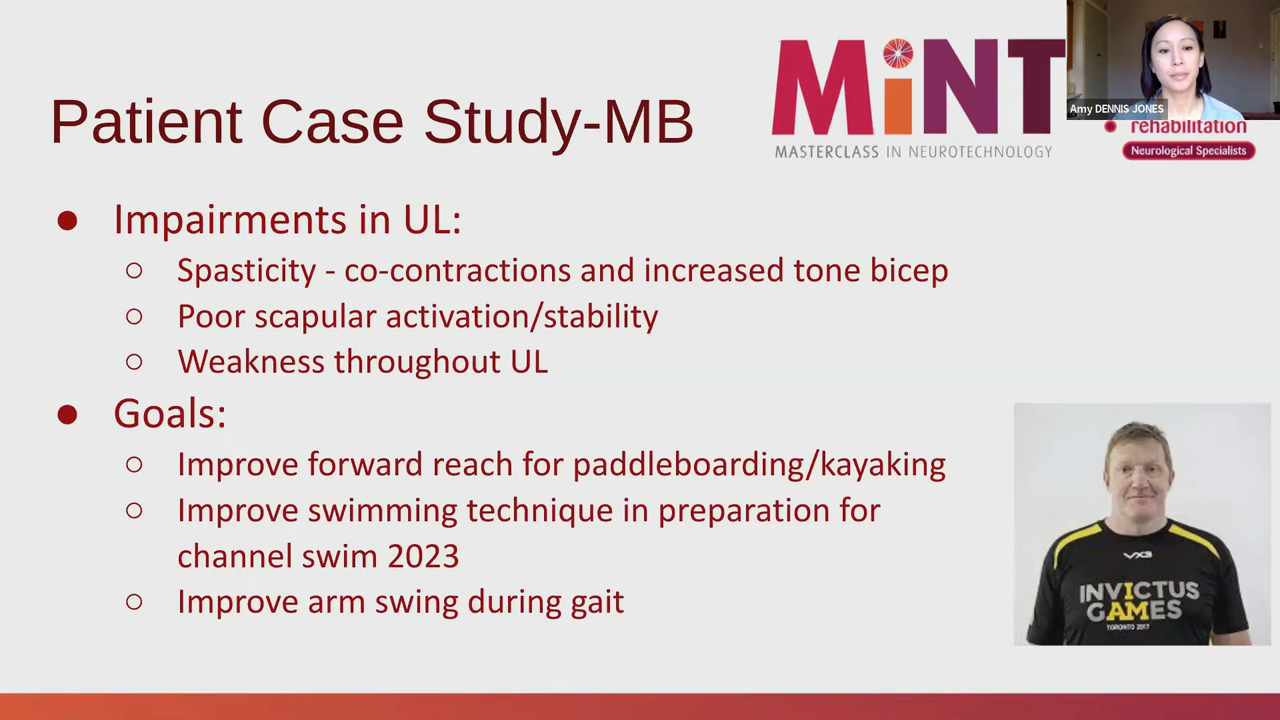 Patient Case Study-MB
MiNT
MASTERCLASS IN NEUROTECHNOLOGY
Amy DENNIS JONES
rehabilitation
Neurological Specialists
● Impairments in UL:
○ Spasticity - co-contractions and increased tone bicep
○ Poor scapular activation/stability
○ Weakness throughout UL
● Goals:
○ Improve forward reach for paddleboarding/kayaking
○ Improve swimming technique in preparation for
channel swim 2023
○ Improve arm swing during gait
VX3
INVICTUS
GAMES
TORONTO 2017